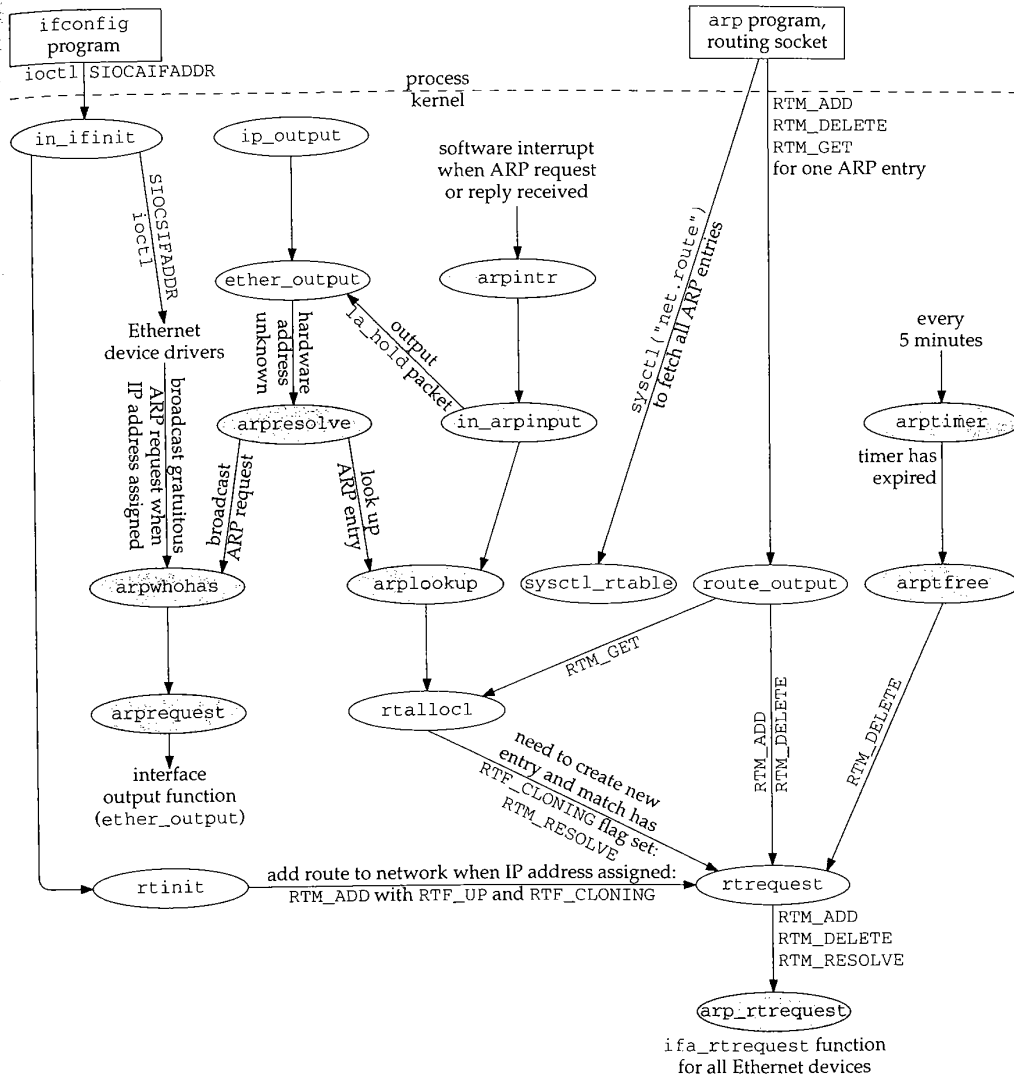 ifconfig
program
arp program,
routing socket
ioctl SIOCAIFADDR
process
kernel
RTM_ADD
RTM_DELETE
RTM_GET
for one ARP entry
in_ifinit
ip_output
software interrupt
when ARP request
or reply received
SIOCSIFADDR
ioctl
sysctl("net.route")
to fetch all ARP entries
ether_output
arpintr
output
la_hold packet
hardware
address
unknown
Ethernet
device drivers
every
5 minutes
broadcast gratuitous
ARP request when
IP address assigned
arpresolve
in_arpinput
arptimer
timer has
expired
broadcast
ARP request
look up
ARP entry
arpwhohas
arplookup
sysctl_rtable
route_output
arptfree
RTM_GET
arprequest
rtalloc1
RTM_ADD
RTM_DELETE
RTM_DELETE
interface
output function
(ether_output)
need to create new
entry and match has
RTF_CLONING flag set:
RTM_RESOLVE
rtinit
add route to network when IP address assigned:
RTM_ADD with RTF_UP and RTF_CLONING
rtrequest
RTM_ADD
RTM_DELETE
RTM_RESOLVE
arp_rtrequest
ifa_rtrequest function
for all Ethernet devices